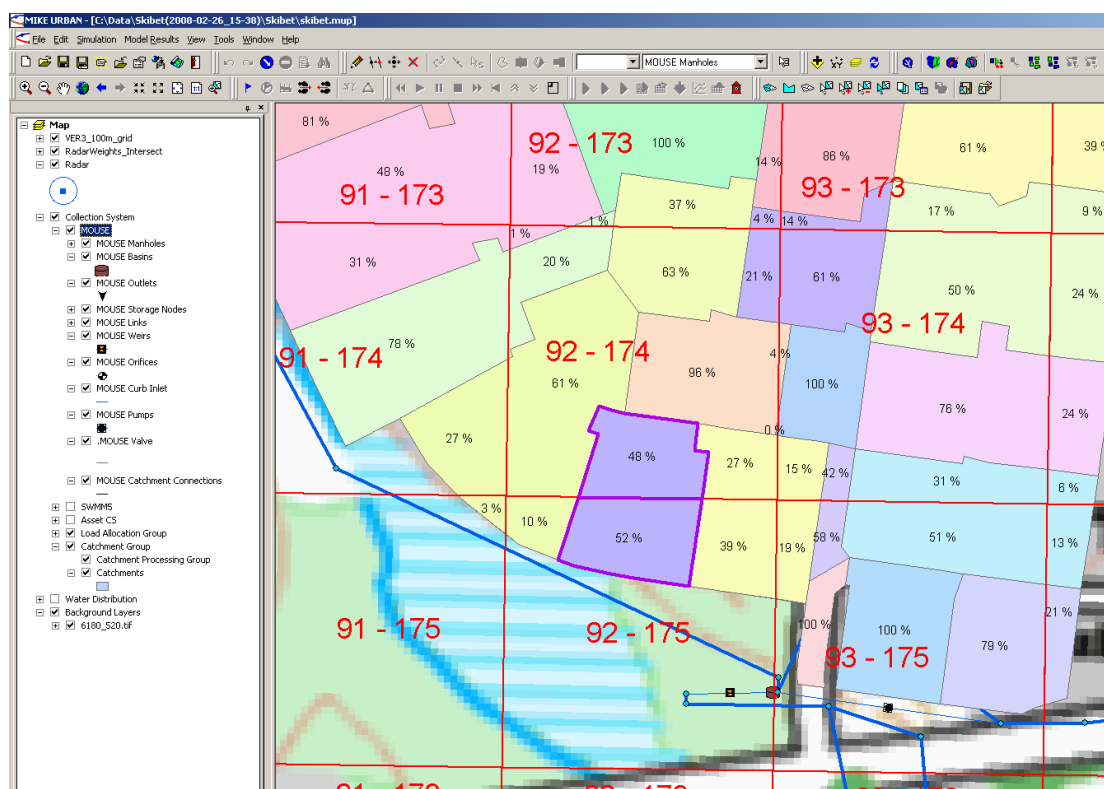 MIKE URBAN - [C:\Data\Skibet(2008-02-26_15-38)\Skibet\skibet.mup]
File Edit Simulation Model Results View Tools Window Help
MOUSE Manholes
Map
VER3_100m_grid
RadarWeights_Intersect
Radar
Collection System
MOUSE
MOUSE Manholes
MOUSE Basins
MOUSE Outlets
MOUSE Storage Nodes
MOUSE Links
MOUSE Weirs
MOUSE Orifices
MOUSE Curb Inlet
MOUSE Pumps
.MOUSE Valve
MOUSE Catchment Connections
SWMM5
Asset CS
Load Allocation Group
Catchment Group
Catchment Processing Group
Catchments
Water Distribution
Background Layers
6180_520.tif
81 %
92 - 173
100 %
61 %
39 %
14 %
86 %
48 %
19 %
91 - 173
93 - 173
37 %
17 %
9 %
1 %
4 %
14 %
1 %
31 %
20 %
63 %
21 %
61 %
50 %
24 %
93 - 174
78 %
91 - 174
92 - 174
4 %
96 %
61 %
100 %
76 %
24 %
0 %
27 %
48 %
27 %
15 %
42 %
31 %
6 %
3 %
10 %
52 %
39 %
19 %
58 %
51 %
13 %
21 %
91 - 175
92 - 175
100 %
100 %
93 - 175
79 %